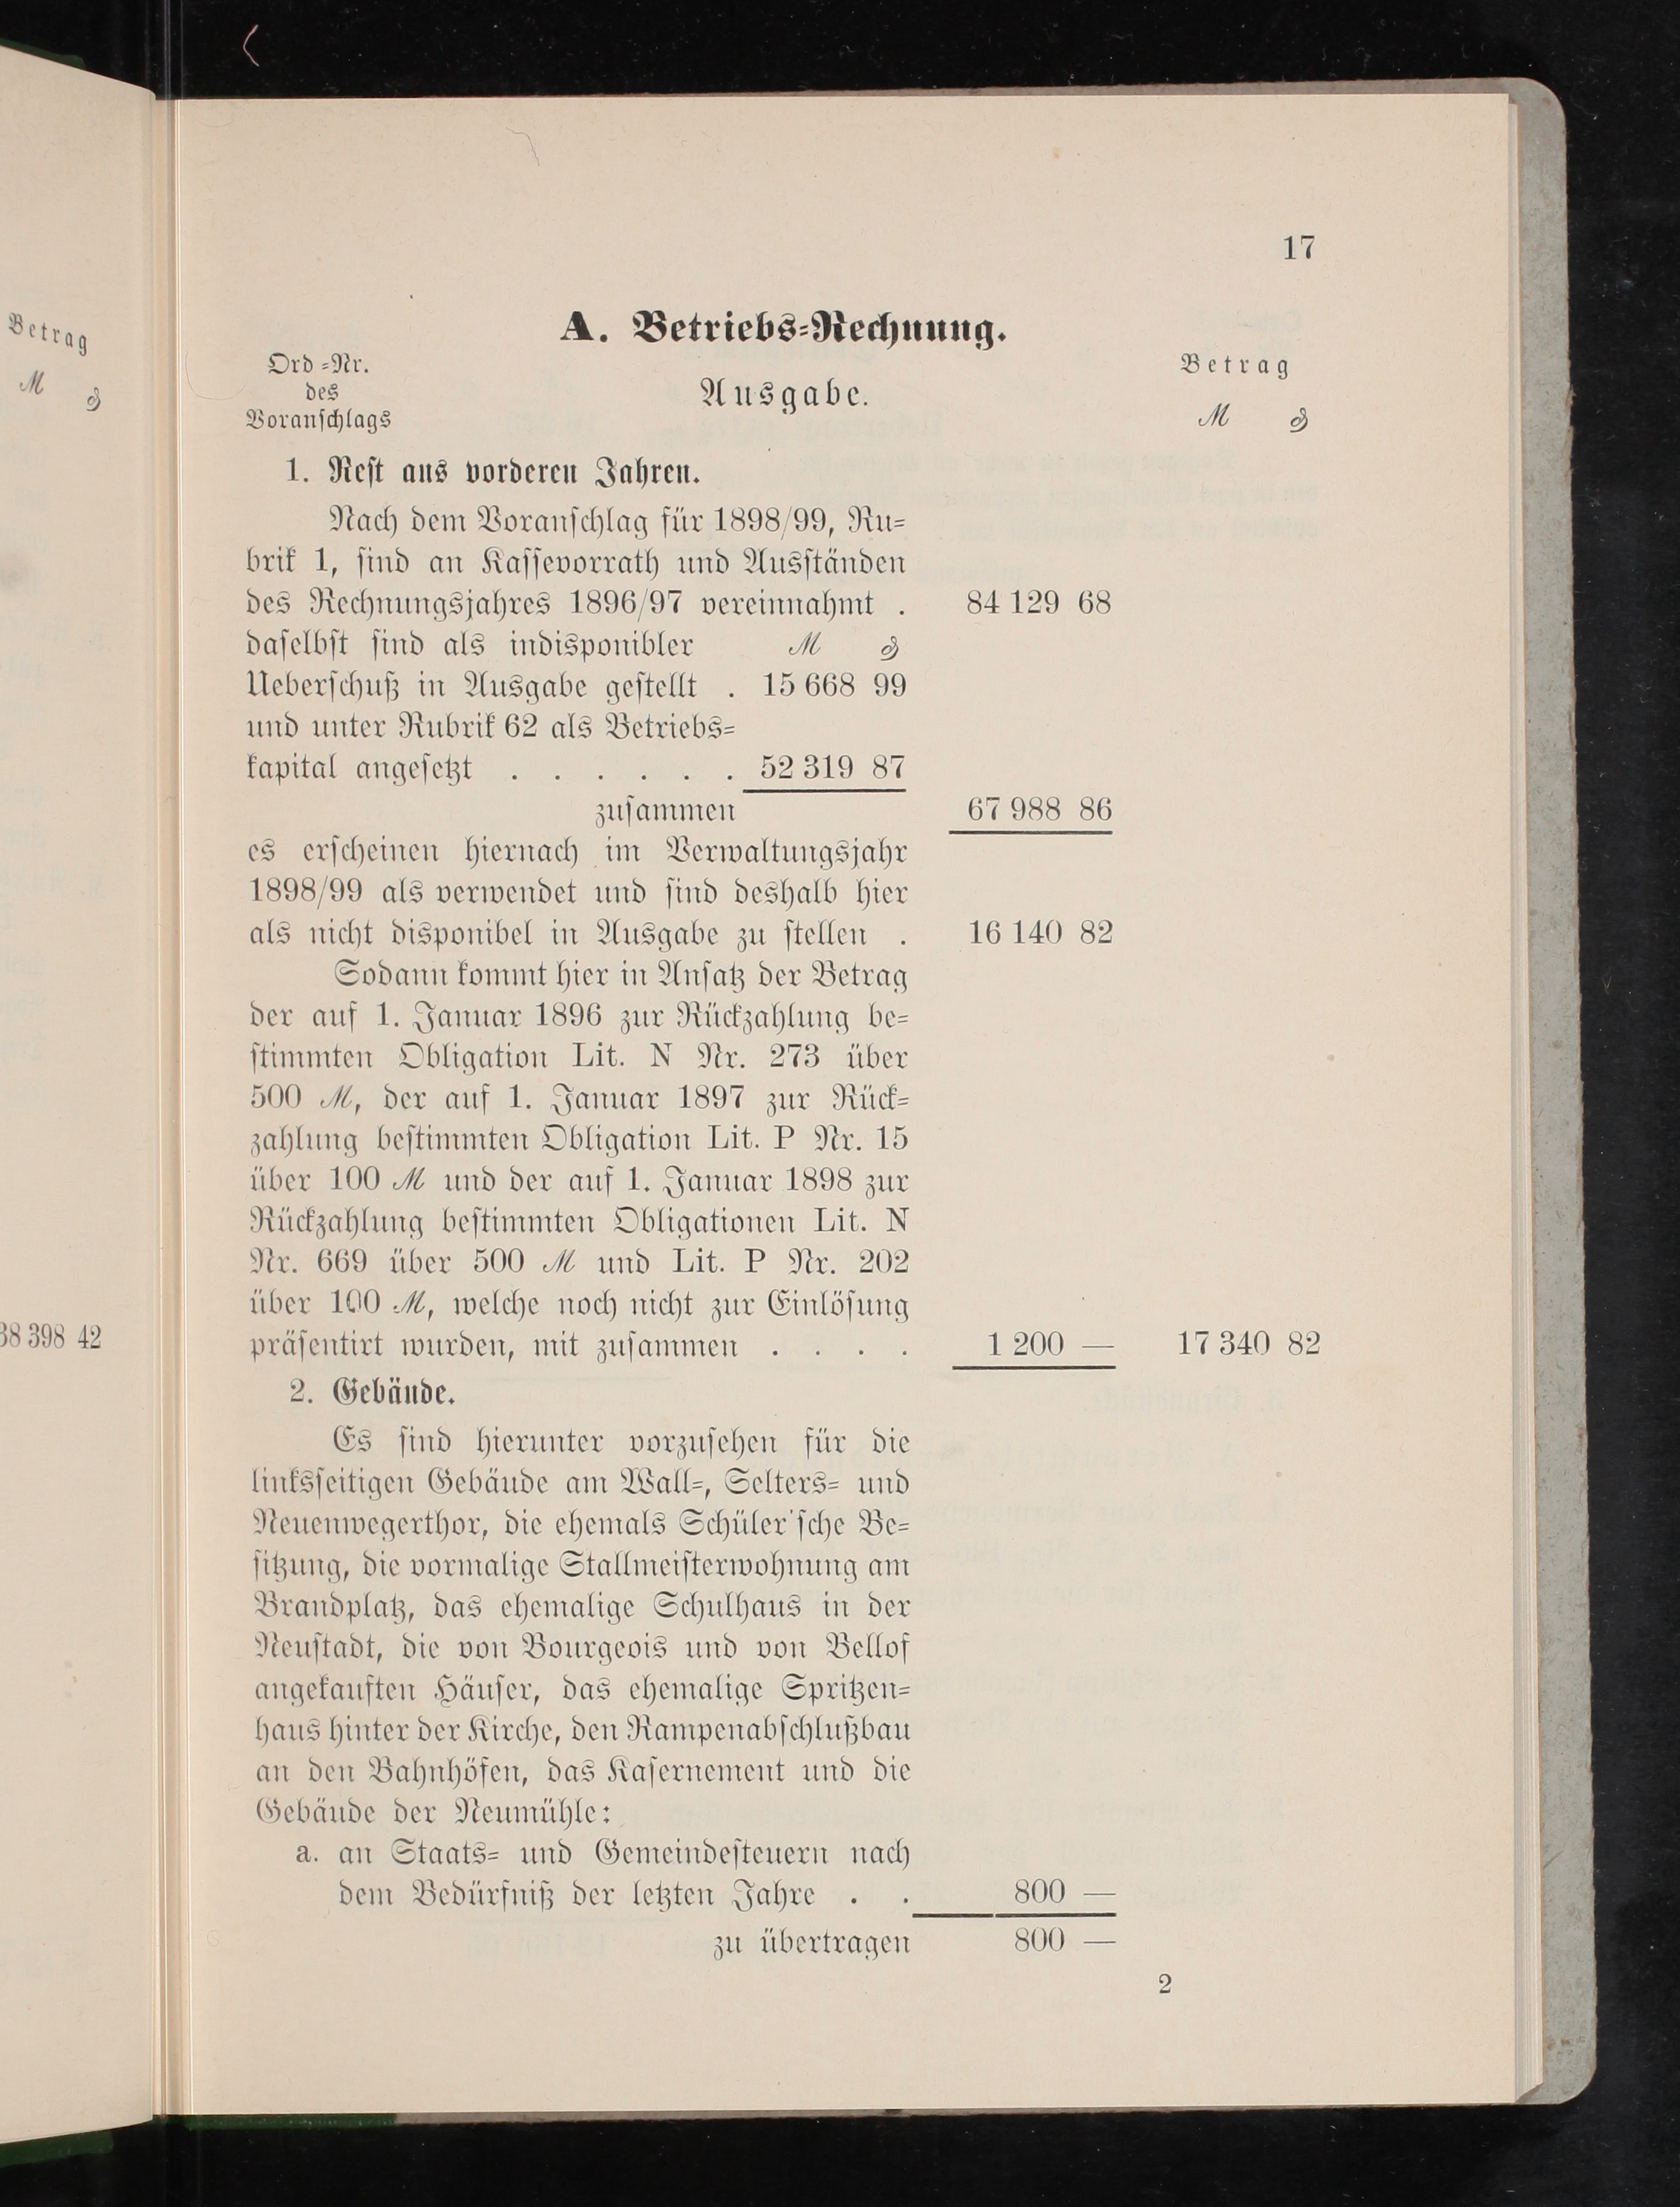 Betrag
M ₰
38 398 42
17
A. Betriebs-Rechnung.
Ord-Nr.
des
Voranschlags
Ausgabe.
Betrag
M ₰
1. Rest aus vorderen Jahren.
Nach dem Voranschlag für 1898/99, Ru-
brik 1, sind an Kassevorrath und Ausständen
des Rechnungsjahres 1896/97 vereinnahmt . 84 129 68
daselbst sind als indisponibler M ₰
Ueberschuß in Ausgabe gestellt . 15 668 99
und unter Rubrik 62 als Betriebs-
kapital angesetzt . . . . . . 52 319 87
zusammen 67 988 86
es erscheinen hiernach im Verwaltungsjahr
1898/99 als verwendet und sind deshalb hier
als nicht disponibel in Ausgabe zu stellen . 16 140 82
Sodann kommt hier in Ansatz der Betrag
der auf 1. Januar 1896 zur Rückzahlung be-
stimmten Obligation Lit. N Nr. 273 über
500 M, der auf 1. Januar 1897 zur Rück-
zahlung bestimmten Obligation Lit. P Nr. 15
über 100 M und der auf 1. Januar 1898 zur
Rückzahlung bestimmten Obligationen Lit. N
Nr. 669 über 500 M und Lit. P Nr. 202
über 100 M, welche noch nicht zur Einlösung
präsentirt wurden, mit zusammen . . . . 1 200 — 17 340 82
2. Gebäude.
Es sind hierunter vorzusehen für die
linksseitigen Gebäude am Wall-, Selters- und
Neuenwegerthor, die ehemals Schüler'sche Be-
sitzung, die vormalige Stallmeisterwohnung am
Brandplatz, das ehemalige Schulhaus in der
Neustadt, die von Bourgeois und von Bellof
angekauften Häuser, das ehemalige Spritzen-
haus hinter der Kirche, den Rampenabschlußbau
an den Bahnhöfen, das Kasernement und die
Gebäude der Neumühle:
a. an Staats- und Gemeindesteuern nach
dem Bedürfniß der letzten Jahre . . 800 —
zu übertragen 800 —
2